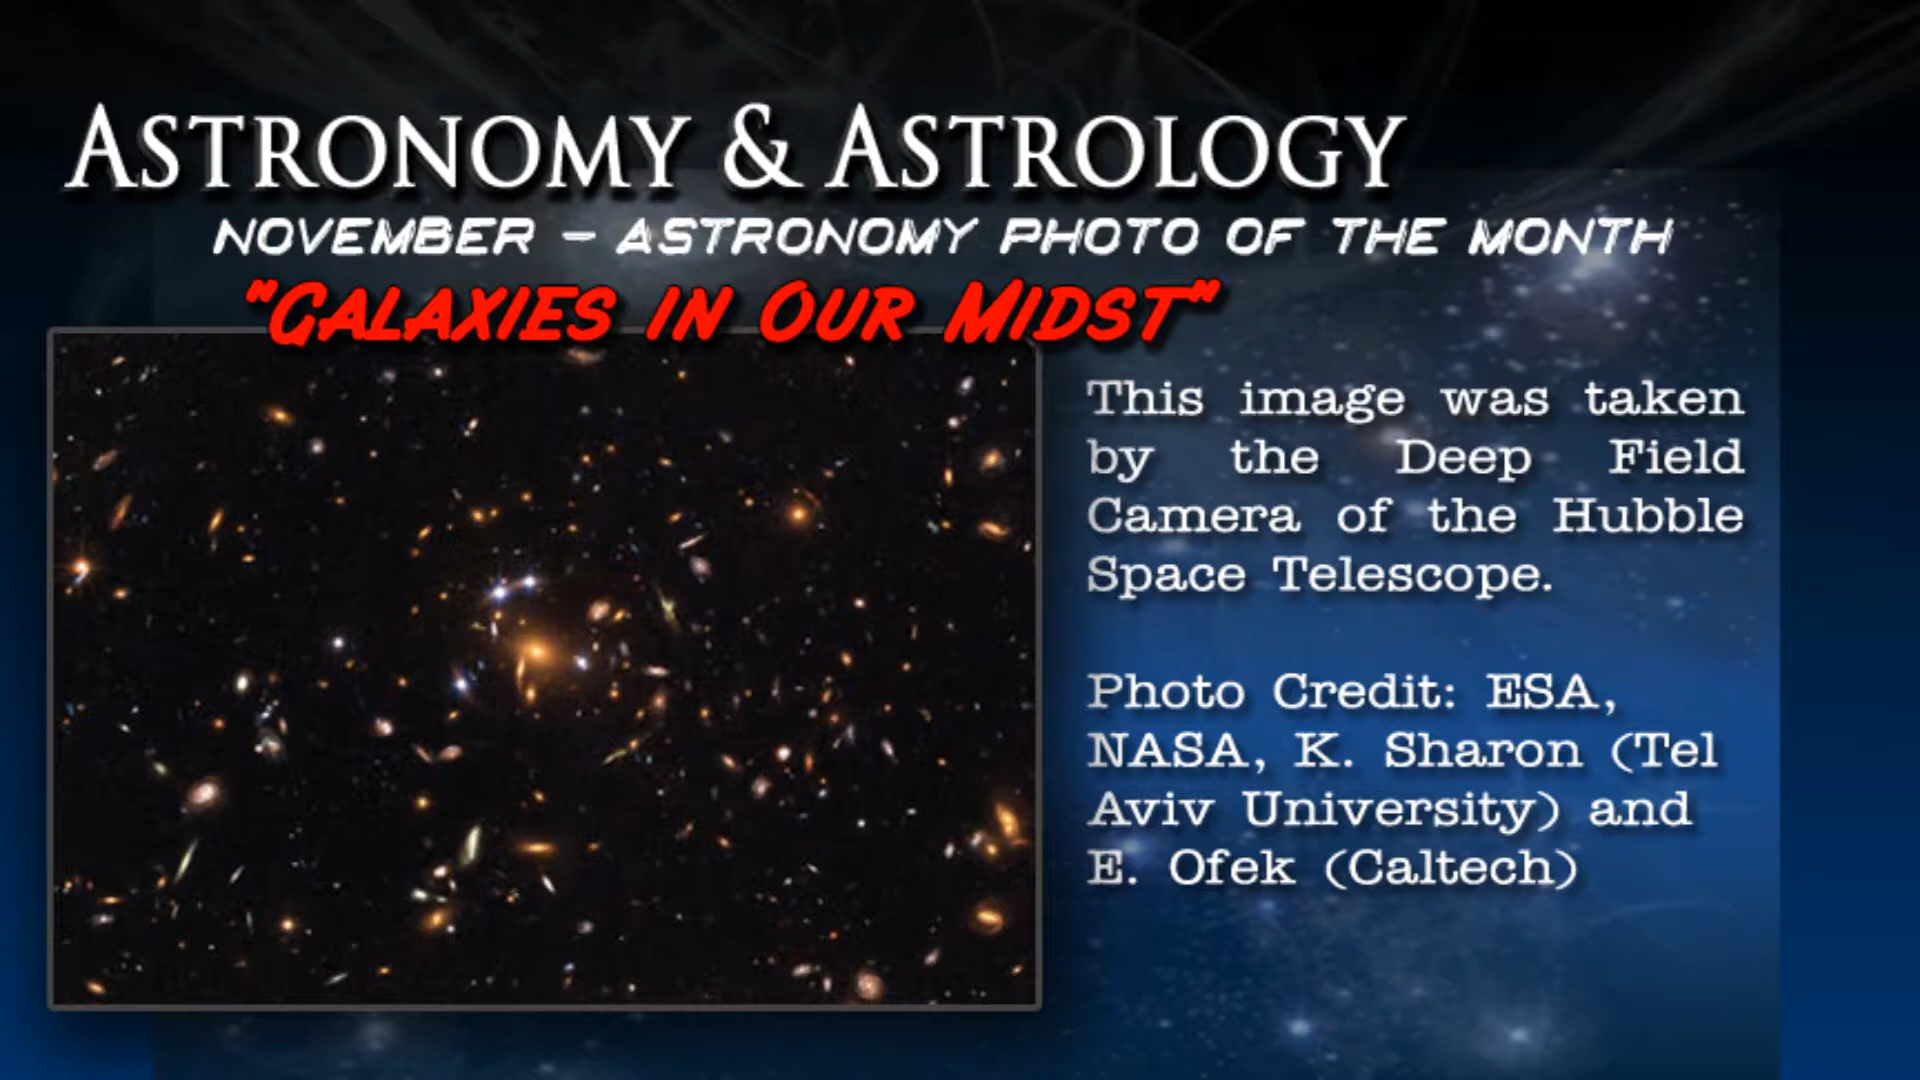 ASTRONOMY & ASTROLOGY
NOVEMBER - ASTRONOMY PHOTO OF THE MONTH
"GALAXIES IN OUR MIDST"
This image was taken
by the Deep Field
Camera of the Hubble
Space Telescope.
Photo Credit: ESA,
NASA, K. Sharon (Tel
Aviv University) and
E. Ofek (Caltech)